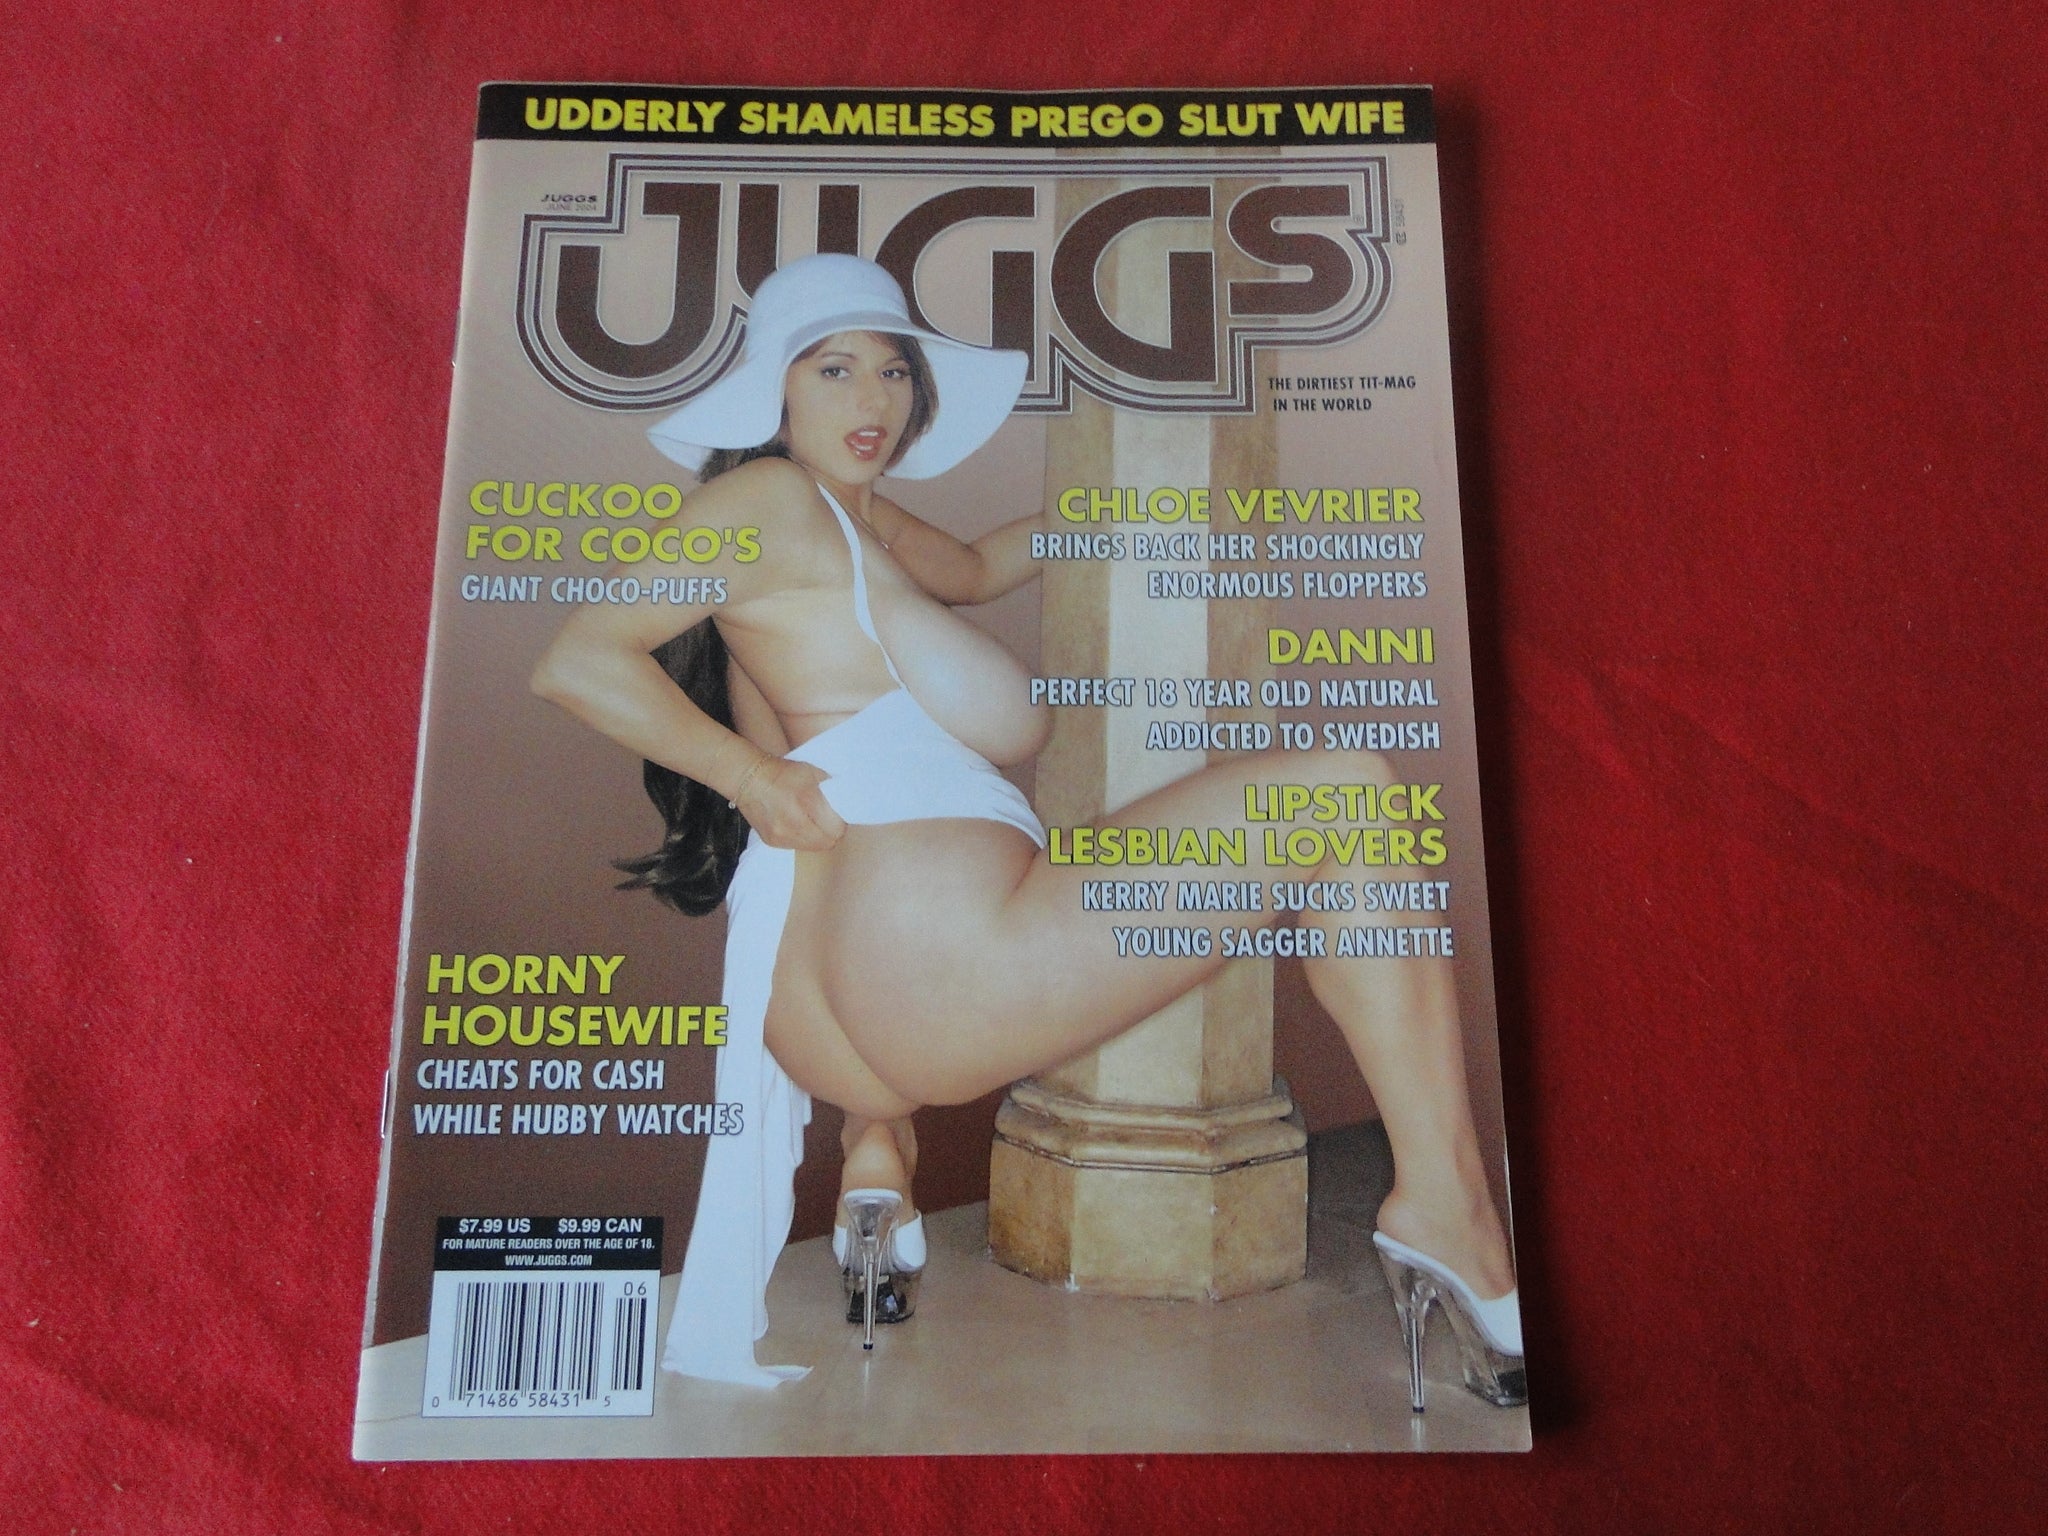 UDDERLY SHAMELESS PREGO SLUT WIFE
JUGGS
JUNE 2004
JUGGS
THE DIRTIEST TIT-MAG
IN THE WORLD
CUCKOO
FOR COCO'S
GIANT CHOCO-PUFFS
CHLOE VEVRIER
BRINGS BACK HER SHOCKINGLY
ENORMOUS FLOPPERS
DANNI
PERFECT 18 YEAR OLD NATURAL
ADDICTED TO SWEDISH
LIPSTICK
LESBIAN LOVERS
KERRY MARIE SUCKS SWEET
YOUNG SAGGER ANNETTE
HORNY
HOUSEWIFE
CHEATS FOR CASH
WHILE HUBBY WATCHES
$7.99 US $9.99 CAN
FOR MATURE READERS OVER THE AGE OF 18.
WWW.JUGGS.COM
06
0 71486 58431 5